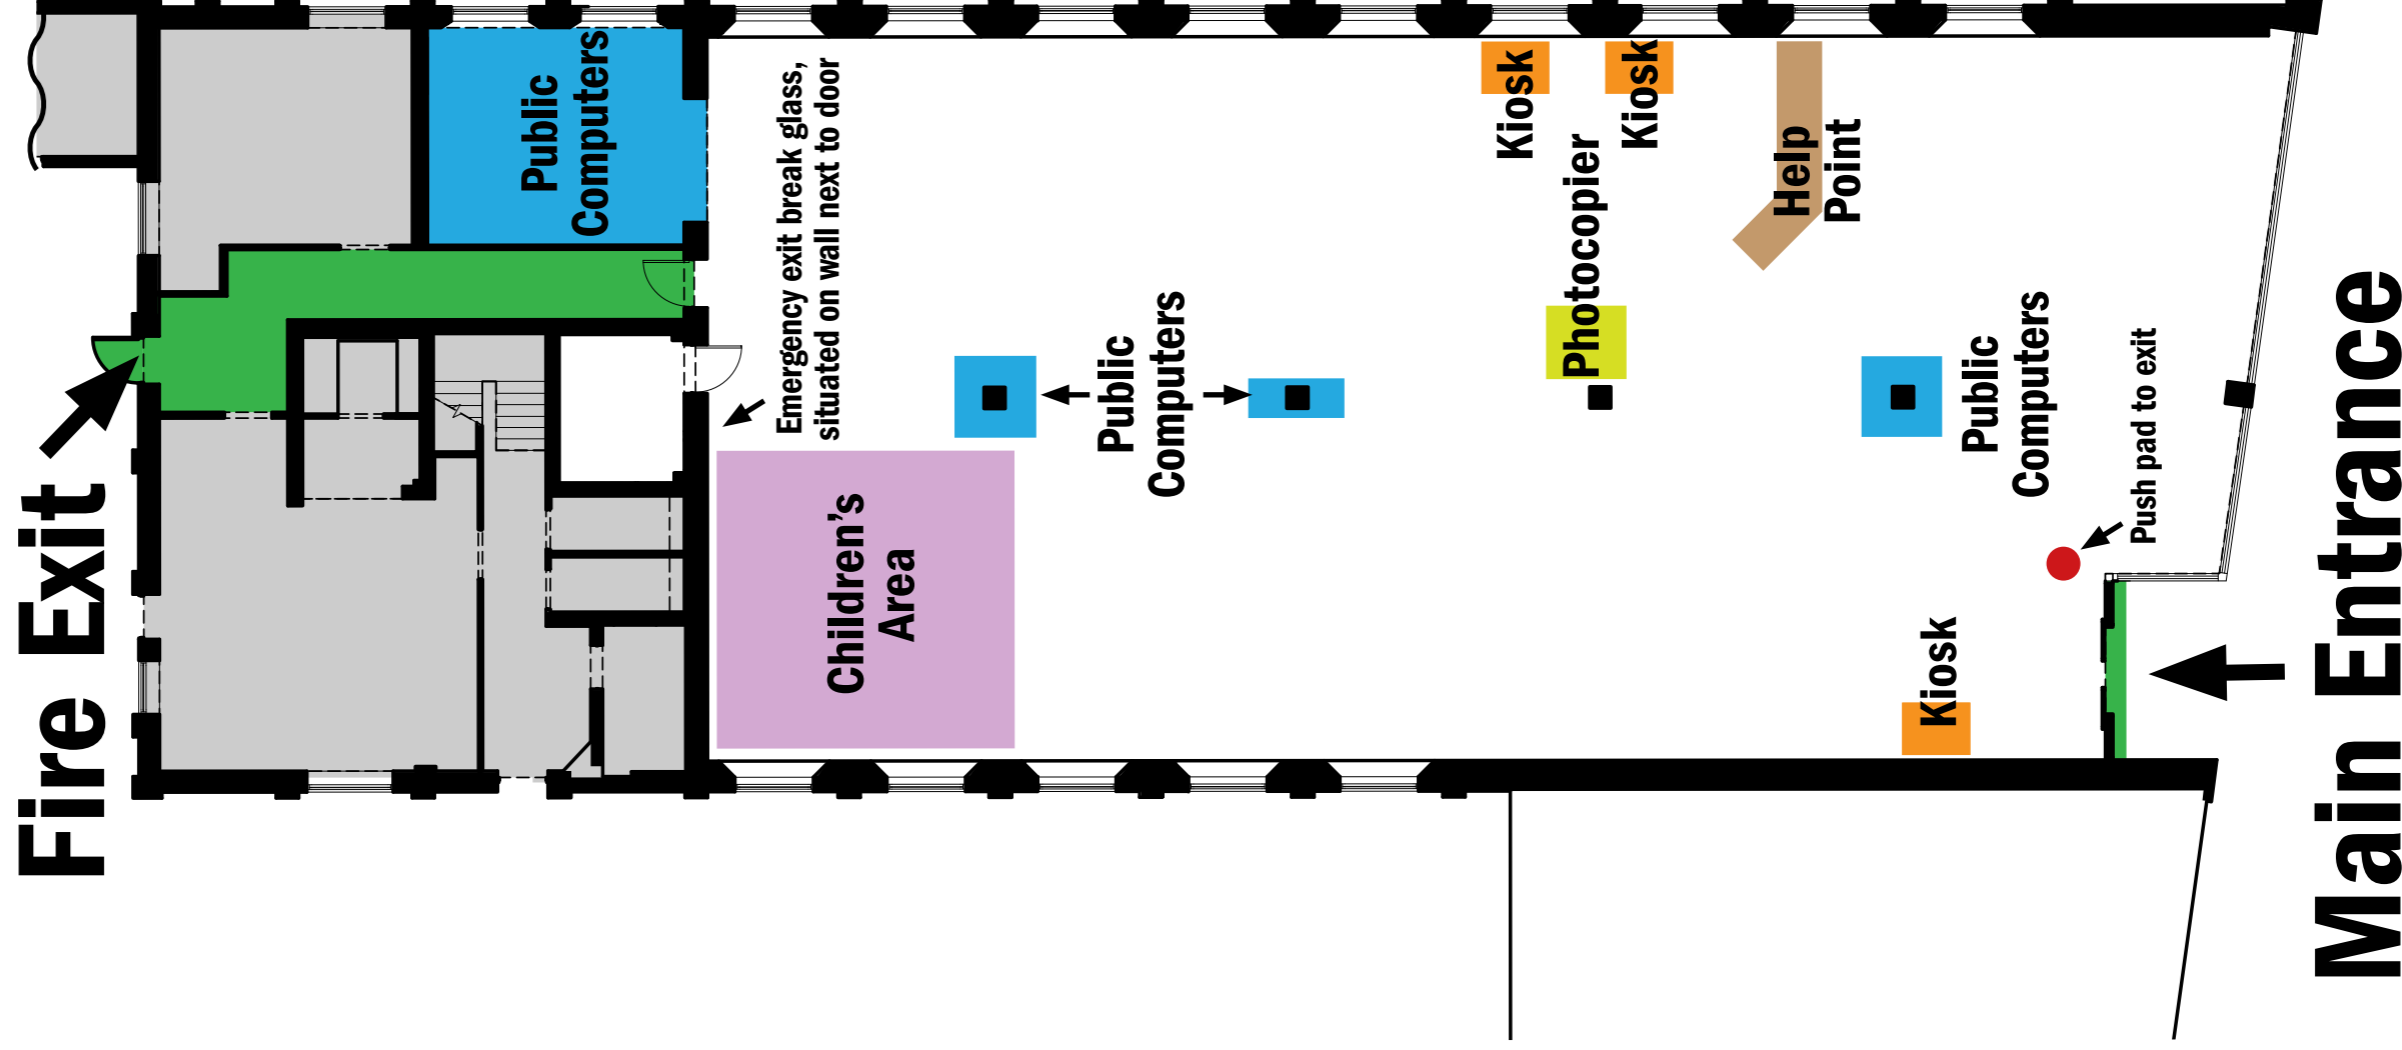 Fire Exit
Public
Computers
Emergency exit break glass,
situated on wall next to door
Children's
Area
Public
Computers
Kiosk
Photocopier
Kiosk
Help
Point
Kiosk
Public
Computers
Push pad to exit
Main Entrance